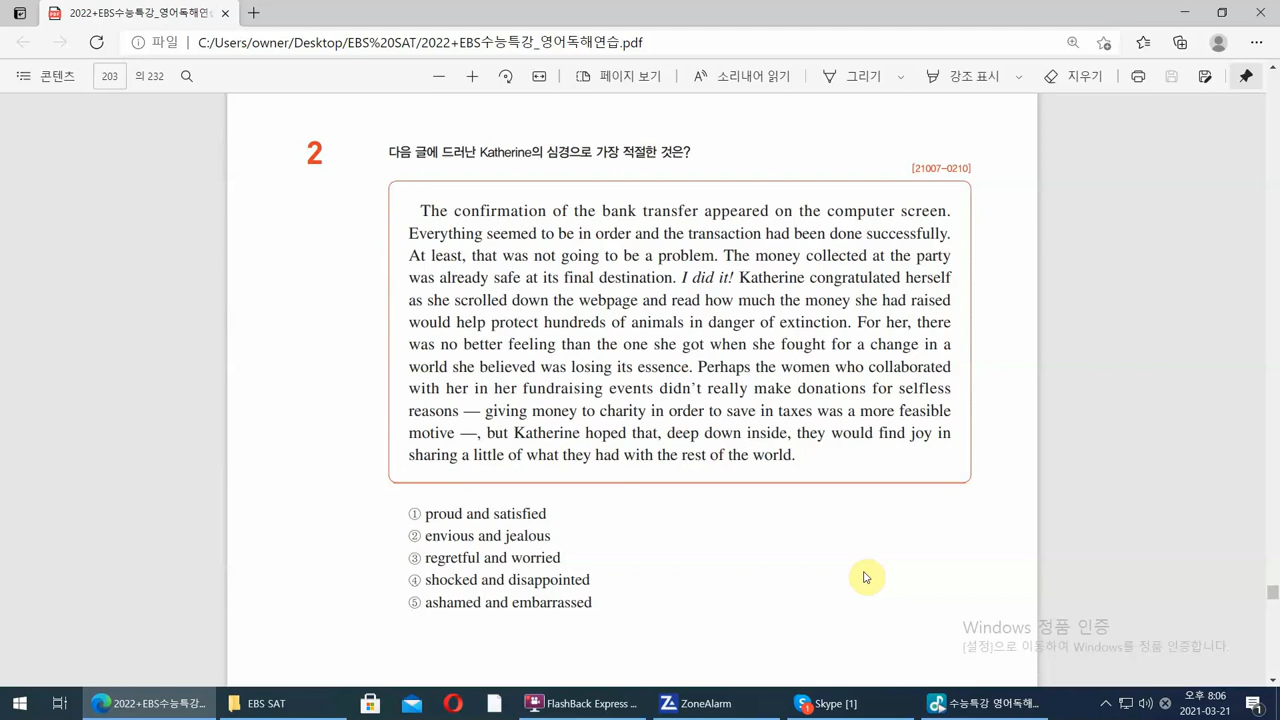 2022+EBS수능특강_영어독해연
파일
C:/Users/owner/Desktop/EBS%20SAT/2022+EBS수능특강_영어독해연습.pdf
콘텐츠
203
의 232
페이지 보기
소리내어 읽기
그리기
강조 표시
지우기
2
다음 글에 드러난 Katherine의 심경으로 가장 적절한 것은?
[21007-0210]
The confirmation of the bank transfer appeared on the computer screen.
Everything seemed to be in order and the transaction had been done successfully.
At least, that was not going to be a problem. The money collected at the party
was already safe at its final destination. I did it! Katherine congratulated herself
as she scrolled down the webpage and read how much the money she had raised
would help protect hundreds of animals in danger of extinction. For her, there
was no better feeling than the one she got when she fought for a change in a
world she believed was losing its essence. Perhaps the women who collaborated
with her in her fundraising events didn't really make donations for selfless
reasons — giving money to charity in order to save in taxes was a more feasible
motive —, but Katherine hoped that, deep down inside, they would find joy in
sharing a little of what they had with the rest of the world.
① proud and satisfied
② envious and jealous
③ regretful and worried
④ shocked and disappointed
⑤ ashamed and embarrassed
Windows 정품 인증
[설정]으로 이동하여 Windows를 정품 인증합니다.
2022+EBS수능특강_...
EBS SAT
FlashBack Express ...
ZoneAlarm
Skype [1]
수능특강 영어독해...
오후 8:06
2021-03-21